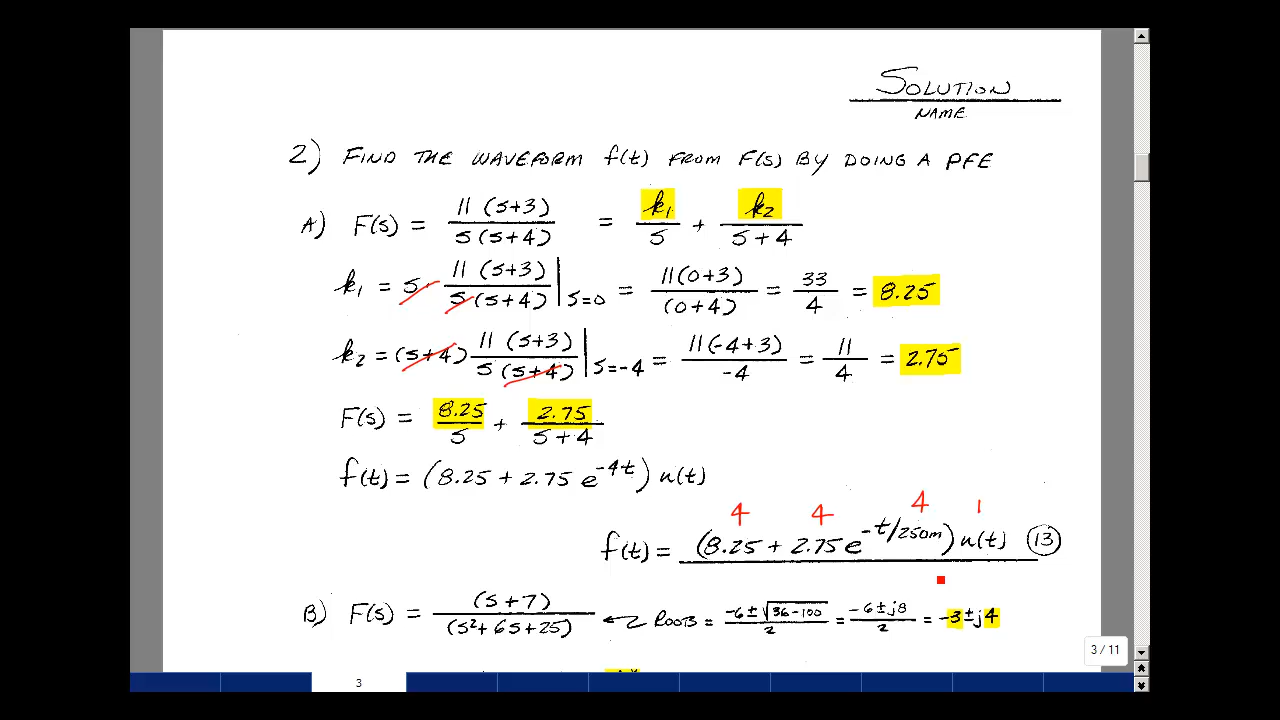 SOLUTION
NAME
2) FIND THE WAVEFORM f(t) FROM F(s) BY DOING A PFE
A) F(s) = 11 (s+3) / s (s+4) = k1 / s + k2 / s+4
k1 = s · 11 (s+3) / s (s+4) | s=0 = 11(0+3) / (0+4) = 33 / 4 = 8.25
k2 = (s+4) 11 (s+3) / s (s+4) | s=-4 = 11(-4+3) / -4 = 11 / 4 = 2.75
F(s) = 8.25 / s + 2.75 / s+4
f(t) = (8.25 + 2.75 e^-4t) u(t)
4 4 4 1
f(t) = (8.25 + 2.75 e^-t/250m) u(t) 13
B) F(s) = (s+7) / (s²+6s+25) ← ROOTS = -6 ± √36-100 / 2 = -6 ± j8 / 2 = -3 ± j4
3 / 11
3